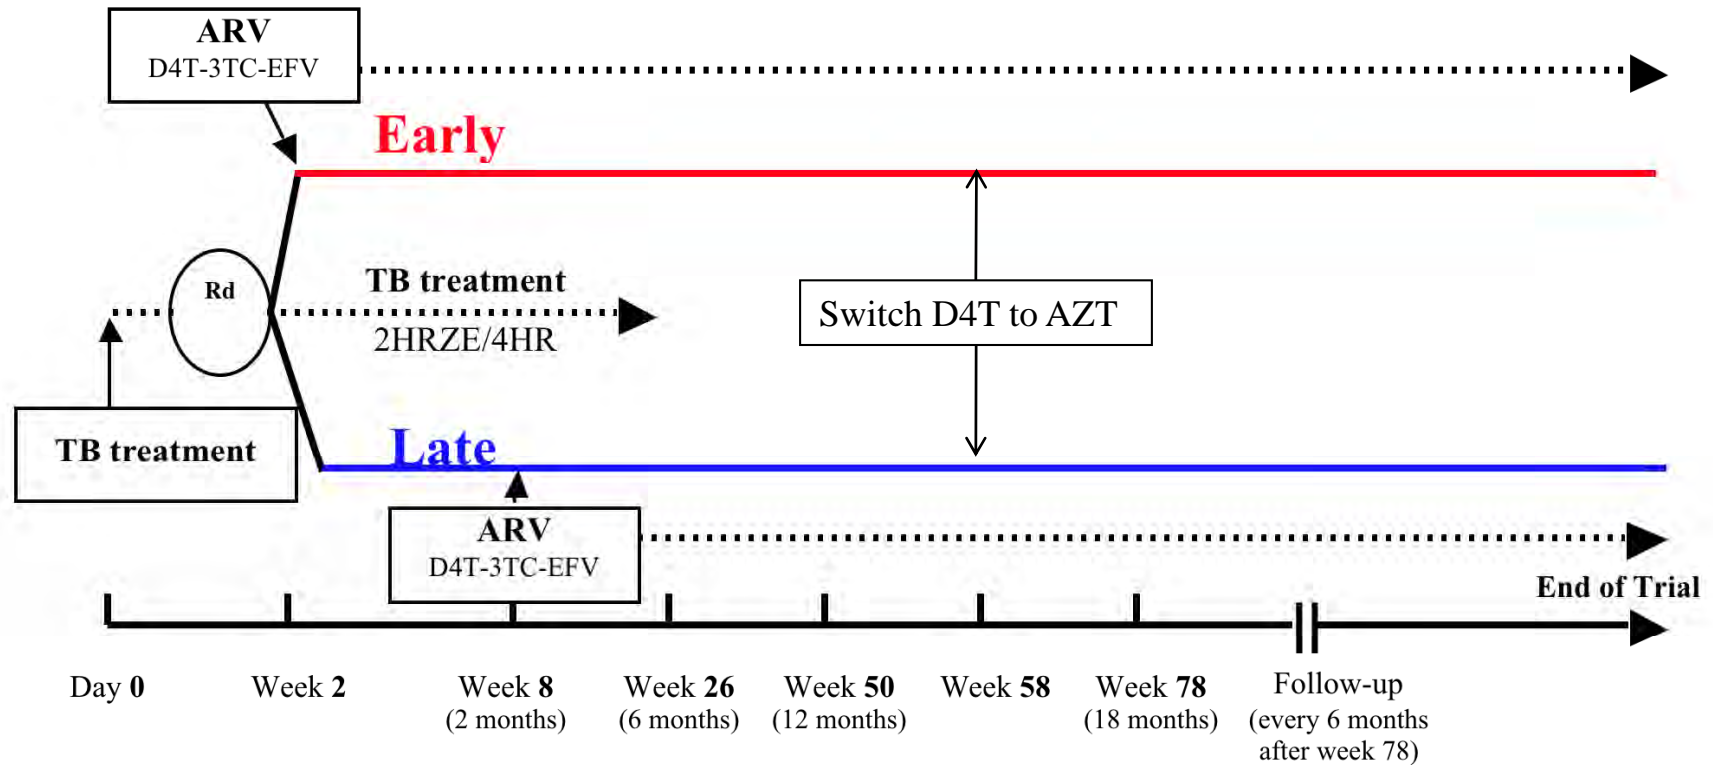 ARV
D4T-3TC-EFV
Early
Rd
TB treatment
2HRZE/4HR
Switch D4T to AZT
TB treatment
Late
ARV
D4T-3TC-EFV
End of Trial
Day 0
Week 2
Week 8
(2 months)
Week 26
(6 months)
Week 50
(12 months)
Week 58
Week 78
(18 months)
Follow-up
(every 6 months
after week 78)